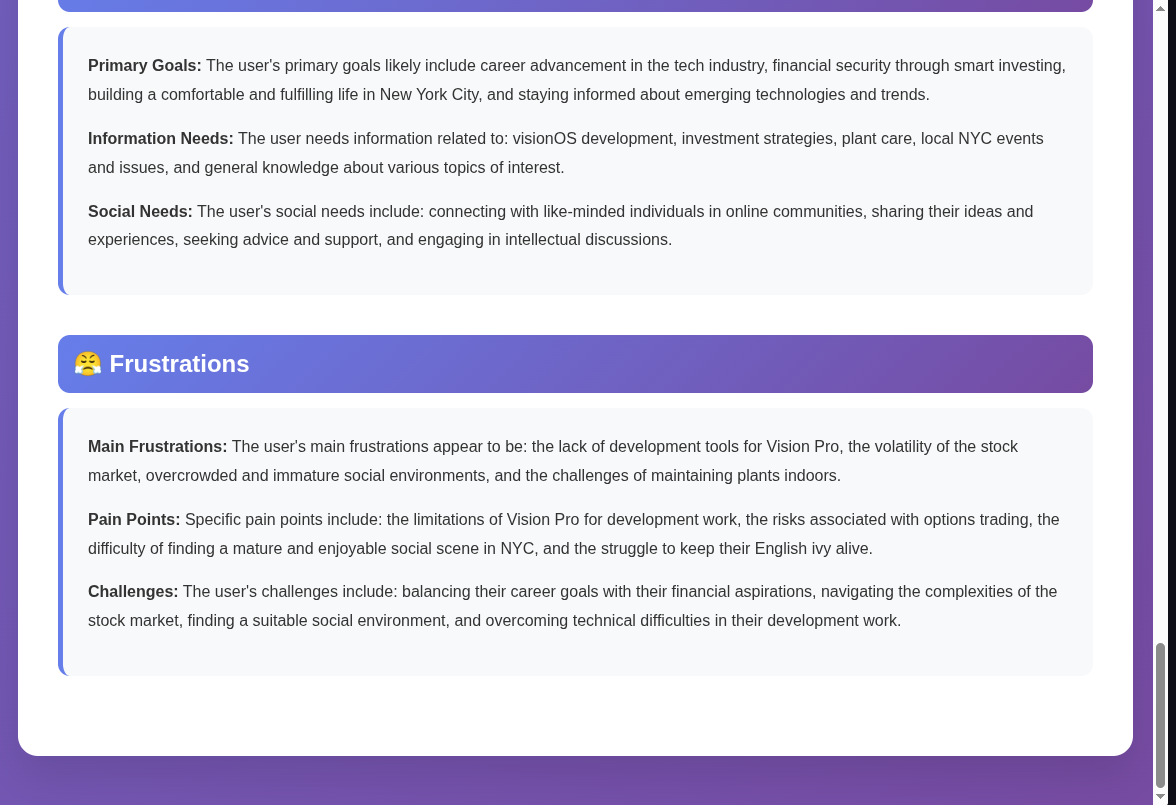 Primary Goals: The user's primary goals likely include career advancement in the tech industry, financial security through smart investing,
building a comfortable and fulfilling life in New York City, and staying informed about emerging technologies and trends.
Information Needs: The user needs information related to: visionOS development, investment strategies, plant care, local NYC events
and issues, and general knowledge about various topics of interest.
Social Needs: The user's social needs include: connecting with like-minded individuals in online communities, sharing their ideas and
experiences, seeking advice and support, and engaging in intellectual discussions.
😤 Frustrations
Main Frustrations: The user's main frustrations appear to be: the lack of development tools for Vision Pro, the volatility of the stock
market, overcrowded and immature social environments, and the challenges of maintaining plants indoors.
Pain Points: Specific pain points include: the limitations of Vision Pro for development work, the risks associated with options trading, the
difficulty of finding a mature and enjoyable social scene in NYC, and the struggle to keep their English ivy alive.
Challenges: The user's challenges include: balancing their career goals with their financial aspirations, navigating the complexities of the
stock market, finding a suitable social environment, and overcoming technical difficulties in their development work.